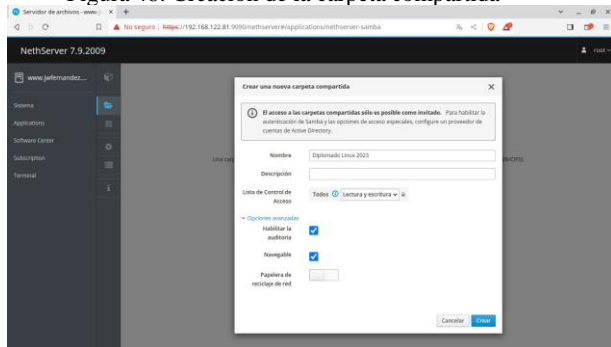 Figura 40. Creación de la carpeta compartida
Servidor de archivos - www.j
No seguro | https://192.168.122.81:9090/nethserver#/applications/nethserver-samba
NethServer 7.9.2009
root
www.jwfernandez....
Sistema
Applications
Software Center
Subscription
Terminal
Una carp
Crear una nueva carpeta compartida
El acceso a las carpetas compartidas sólo es posible como invitado. Para habilitar la
autenticación de Samba y las opciones de acceso especiales, configure un proveedor de
cuentas de Active Directory.
Nombre
Diplomado Linux 2023
Descripción
Lista de Control de
Acceso
Todos
Lectura y escritura
Opciones avanzadas
Habilitar la
auditoría
Navegable
Papelera de
reciclaje de red
Cancelar
Crear